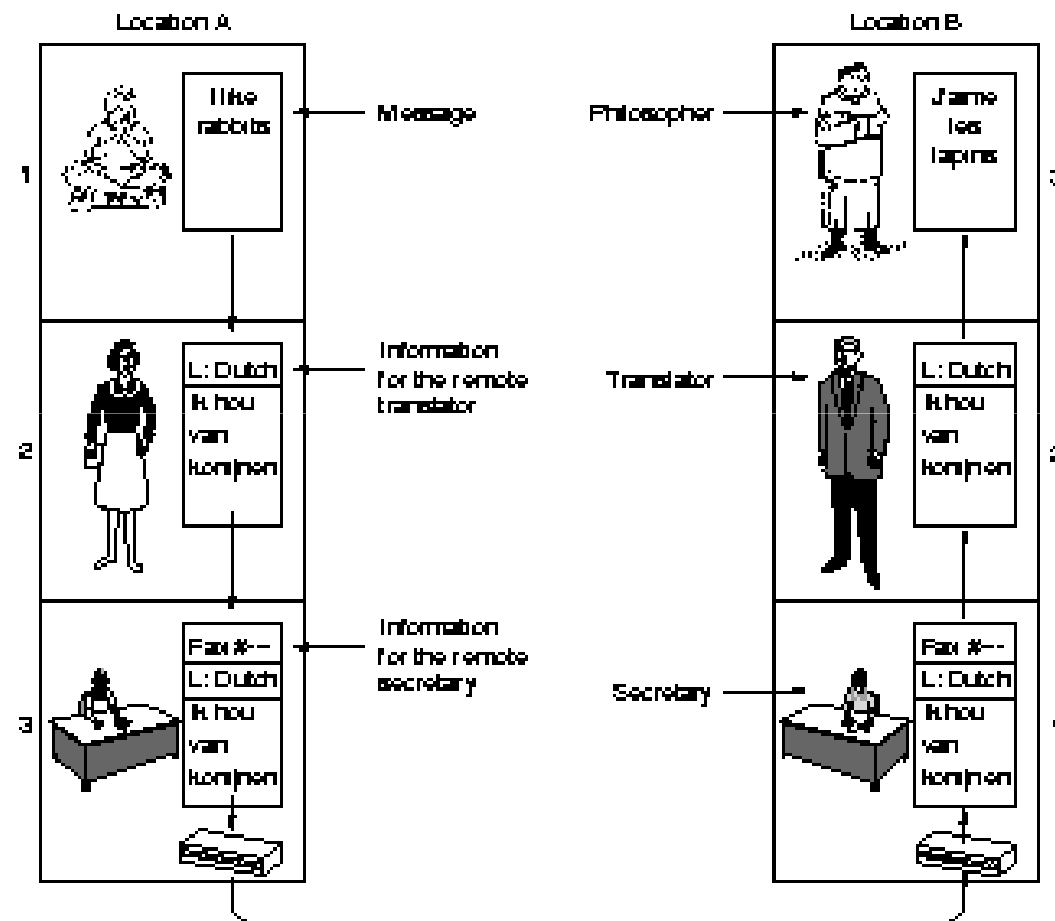 Location A
1
I like
rabbits
Message
2
L: Dutch
Ik hou
van
konijnen
Information
for the remote
translator
3
Fax #---
L: Dutch
Ik hou
van
konijnen
Information
for the remote
secretary
Location B
Philosopher
J'aime
les
lapins
Translator
L: Dutch
Ik hou
van
konijnen
Secretary
Fax #---
L: Dutch
Ik hou
van
konijnen